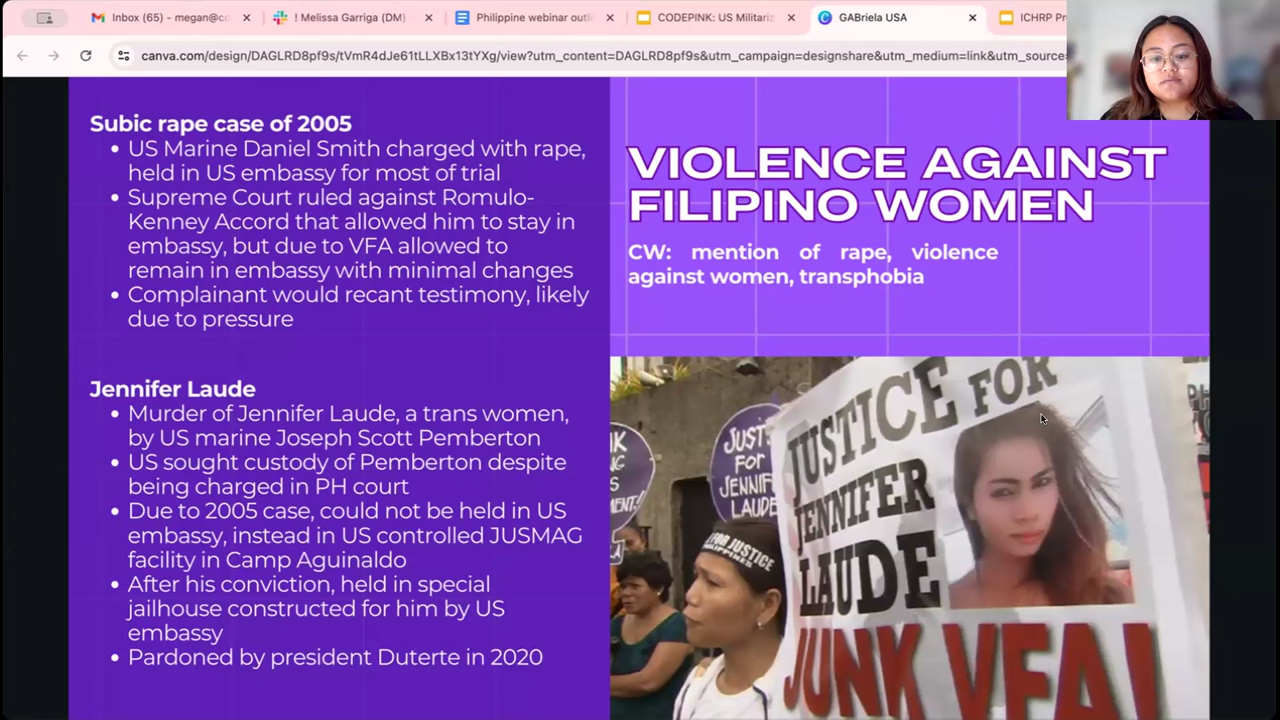 Inbox (65) - megan@co
! Melissa Garriga (DM)
Philippine webinar outli
CODEPINK: US Militariz
GABriela USA
ICHRP Pr
canva.com/design/DAGLRD8pf9s/tVmR4dJe61tLLXBx13tYXg/view?utm_content=DAGLRD8pf9s&utm_campaign=designshare&utm_medium=link&utm_source=
Subic rape case of 2005
• US Marine Daniel Smith charged with rape,
held in US embassy for most of trial
• Supreme Court ruled against Romulo-
Kenney Accord that allowed him to stay in
embassy, but due to VFA allowed to
remain in embassy with minimal changes
• Complainant would recant testimony, likely
due to pressure
Jennifer Laude
• Murder of Jennifer Laude, a trans women,
by US marine Joseph Scott Pemberton
• US sought custody of Pemberton despite
being charged in PH court
• Due to 2005 case, could not be held in US
embassy, instead in US controlled JUSMAG
facility in Camp Aguinaldo
• After his conviction, held in special
jailhouse constructed for him by US
embassy
• Pardoned by president Duterte in 2020
VIOLENCE AGAINST
FILIPINO WOMEN
CW: mention of rape, violence
against women, transphobia
JUST
FOR
JENNIF
LAUDE
FOR JUSTICE
JUSTICE FOR
JENNIFER
LAUDE
JUNK VFA!